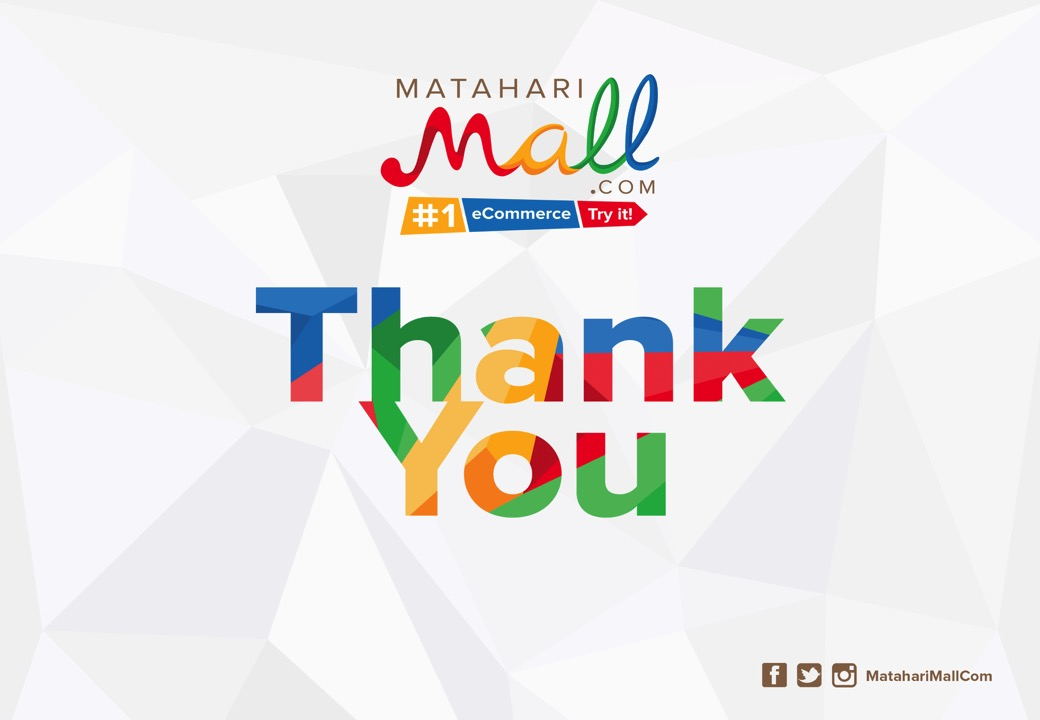 MATAHARI
Mall
.COM
#1 eCommerce Try it!
Thank
You
MatahariMallCom